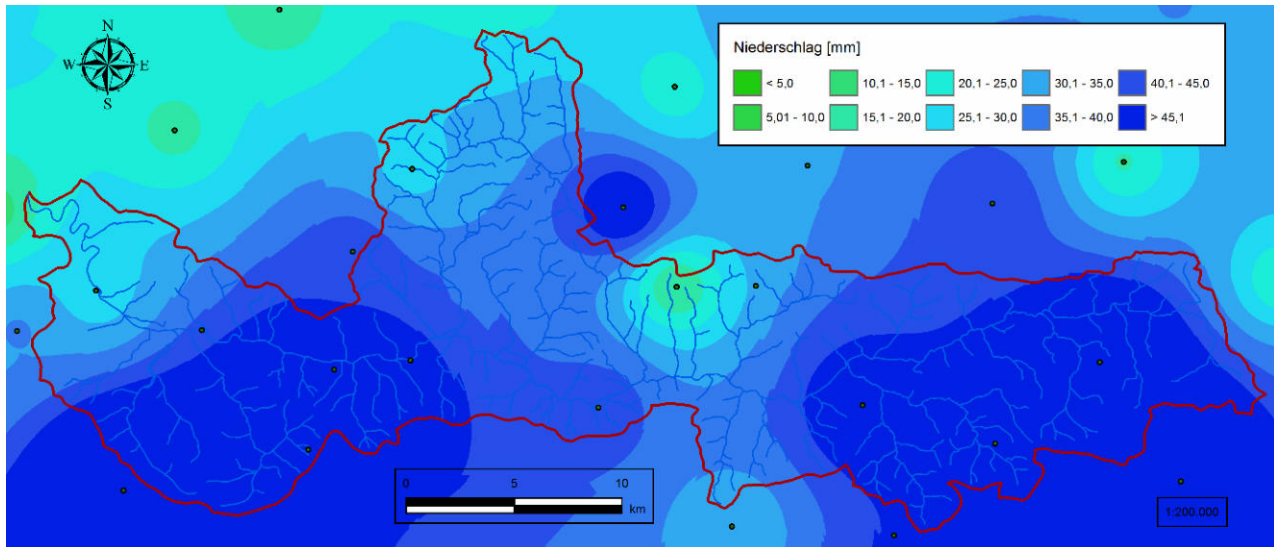 N
W E
S
Niederschlag [mm]
< 5,0 10,1 - 15,0 20,1 - 25,0 30,1 - 35,0 40,1 - 45,0
5,01 - 10,0 15,1 - 20,0 25,1 - 30,0 35,1 - 40,0 > 45,1
0 5 10
km
1:200.000